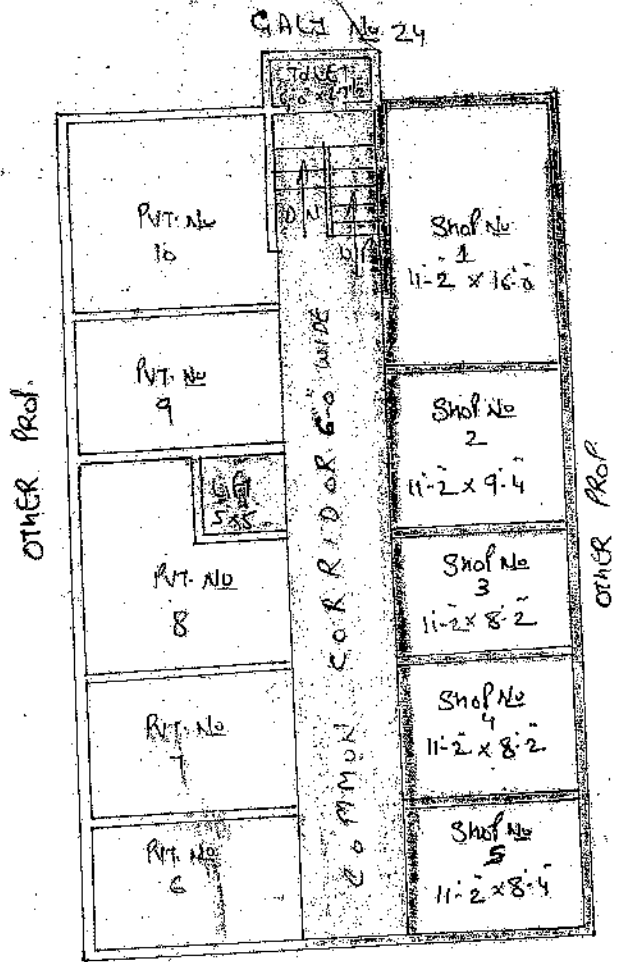 GALI No. 24
TOILET
PVT. No
10
DN
UP
Shop No
1
11'-2" x 16'-0"
PVT. No
9
Shop No
2
11'-2" x 9'-4"
OTHER PROP.
COMMON CORRIDOR 6'-0" WIDE
OTHER PROP.
5x5
PVT. No
8
Shop No
3
11'-2" x 8'-2"
PVT. No
7
Shop No
4
11'-2" x 8'-2"
PVT. No
6
Shop No
5
11'-2" x 8'-4"